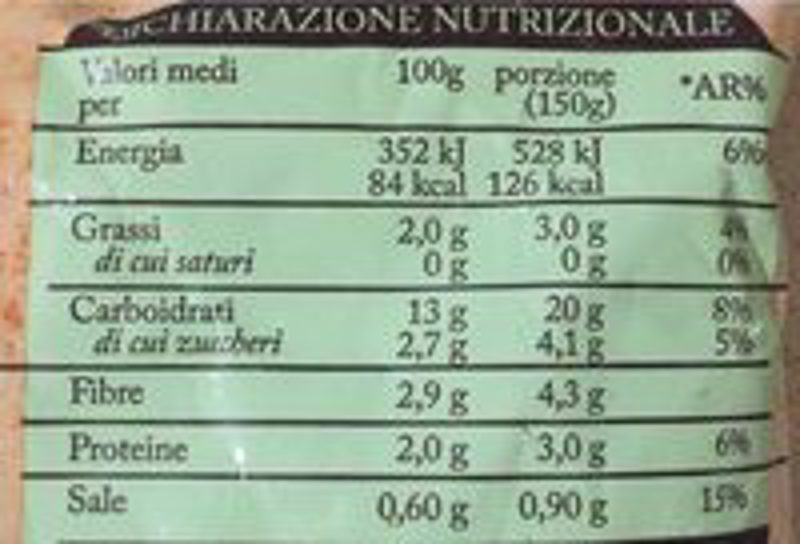 DICHIARAZIONE NUTRIZIONALE
Valori medi per 100g porzione (150g) *AR%
Energia 352 kJ 528 kJ 6%
84 kcal 126 kcal
Grassi 2,0 g 3,0 g 4%
di cui saturi 0 g 0 g 0%
Carboidrati 13 g 20 g 8%
di cui zuccheri 2,7 g 4,1 g 5%
Fibre 2,9 g 4,3 g
Proteine 2,0 g 3,0 g 6%
Sale 0,60 g 0,90 g 15%